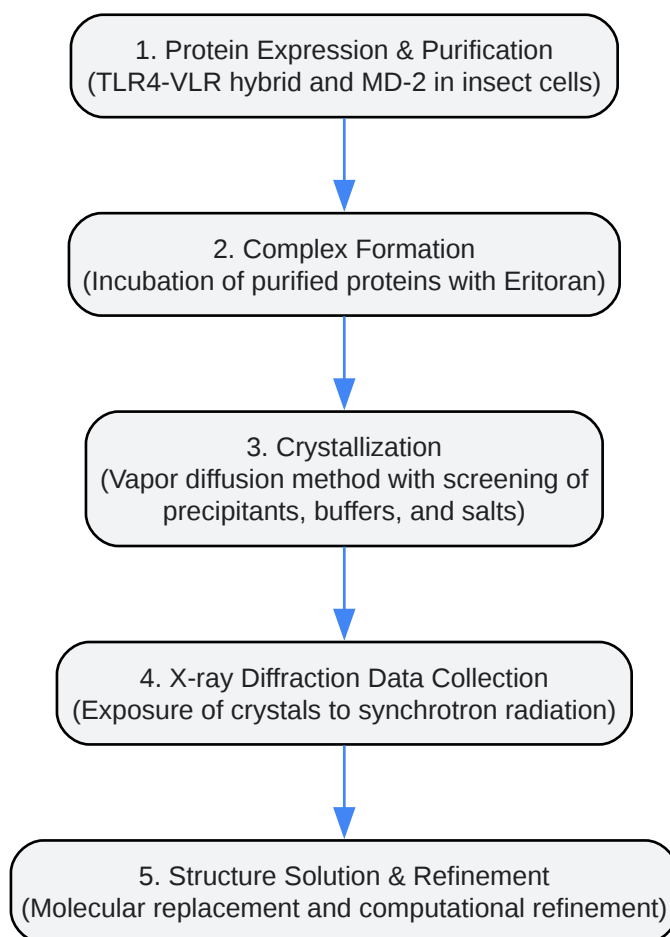 1. Protein Expression & Purification
(TLR4-VLR hybrid and MD-2 in insect cells)
2. Complex Formation
(Incubation of purified proteins with Eritoran)
3. Crystallization
(Vapor diffusion method with screening of
precipitants, buffers, and salts)
4. X-ray Diffraction Data Collection
(Exposure of crystals to synchrotron radiation)
5. Structure Solution & Refinement
(Molecular replacement and computational refinement)